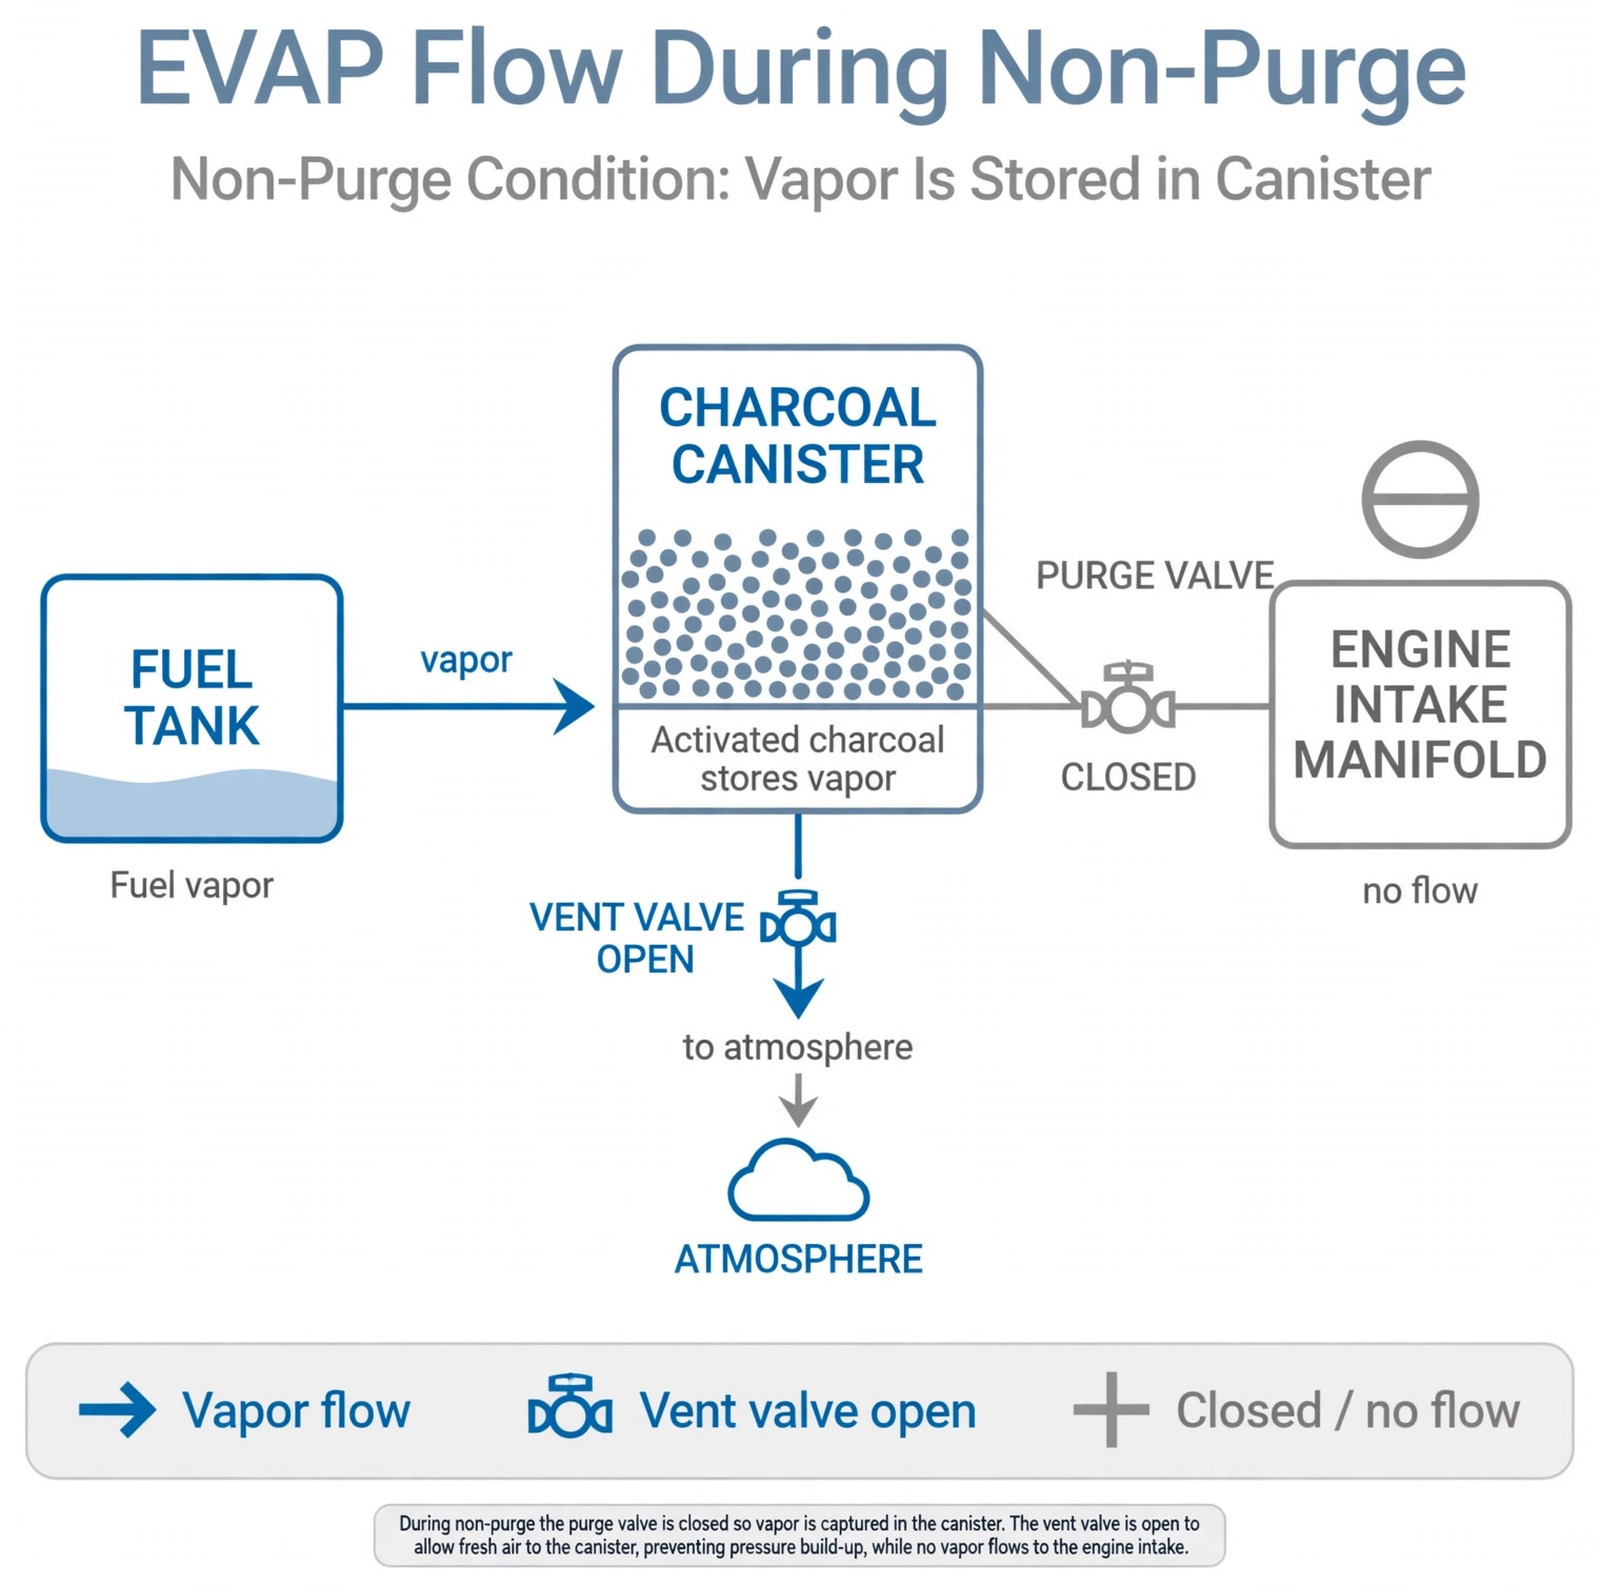 EVAP Flow During Non-Purge
Non-Purge Condition: Vapor Is Stored in Canister
CHARCOAL
CANISTER
Activated charcoal
stores vapor
FUEL
TANK
Fuel vapor
vapor
PURGE VALVE
CLOSED
ENGINE
INTAKE
MANIFOLD
no flow
VENT VALVE
OPEN
to atmosphere
ATMOSPHERE
Vapor flow
Vent valve open
Closed / no flow
During non-purge the purge valve is closed so vapor is captured in the canister. The vent valve is open to
allow fresh air to the canister, preventing pressure build-up, while no vapor flows to the engine intake.